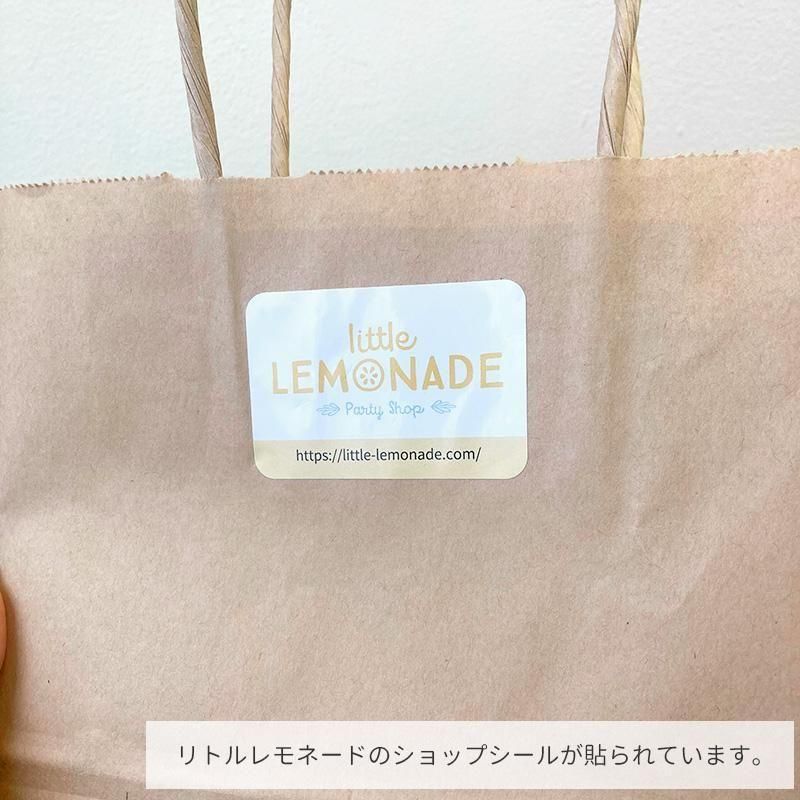 little
LEMONADE
Party Shop
https://little-lemonade.com/
リトルレモネードのショップシールが貼られています。